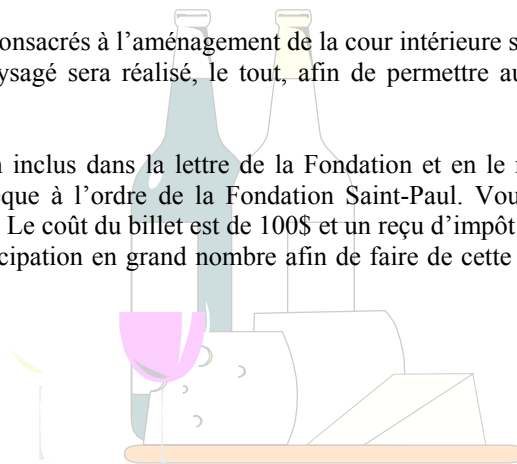 onsacrés à l’aménagement de la cour intérieure s
ysagé sera réalisé, le tout, afin de permettre au
n inclus dans la lettre de la Fondation et en le
que à l’ordre de la Fondation Saint-Paul. Vou
Le coût du billet est de 100$ et un reçu d’impôt
cipation en grand nombre afin de faire de cette